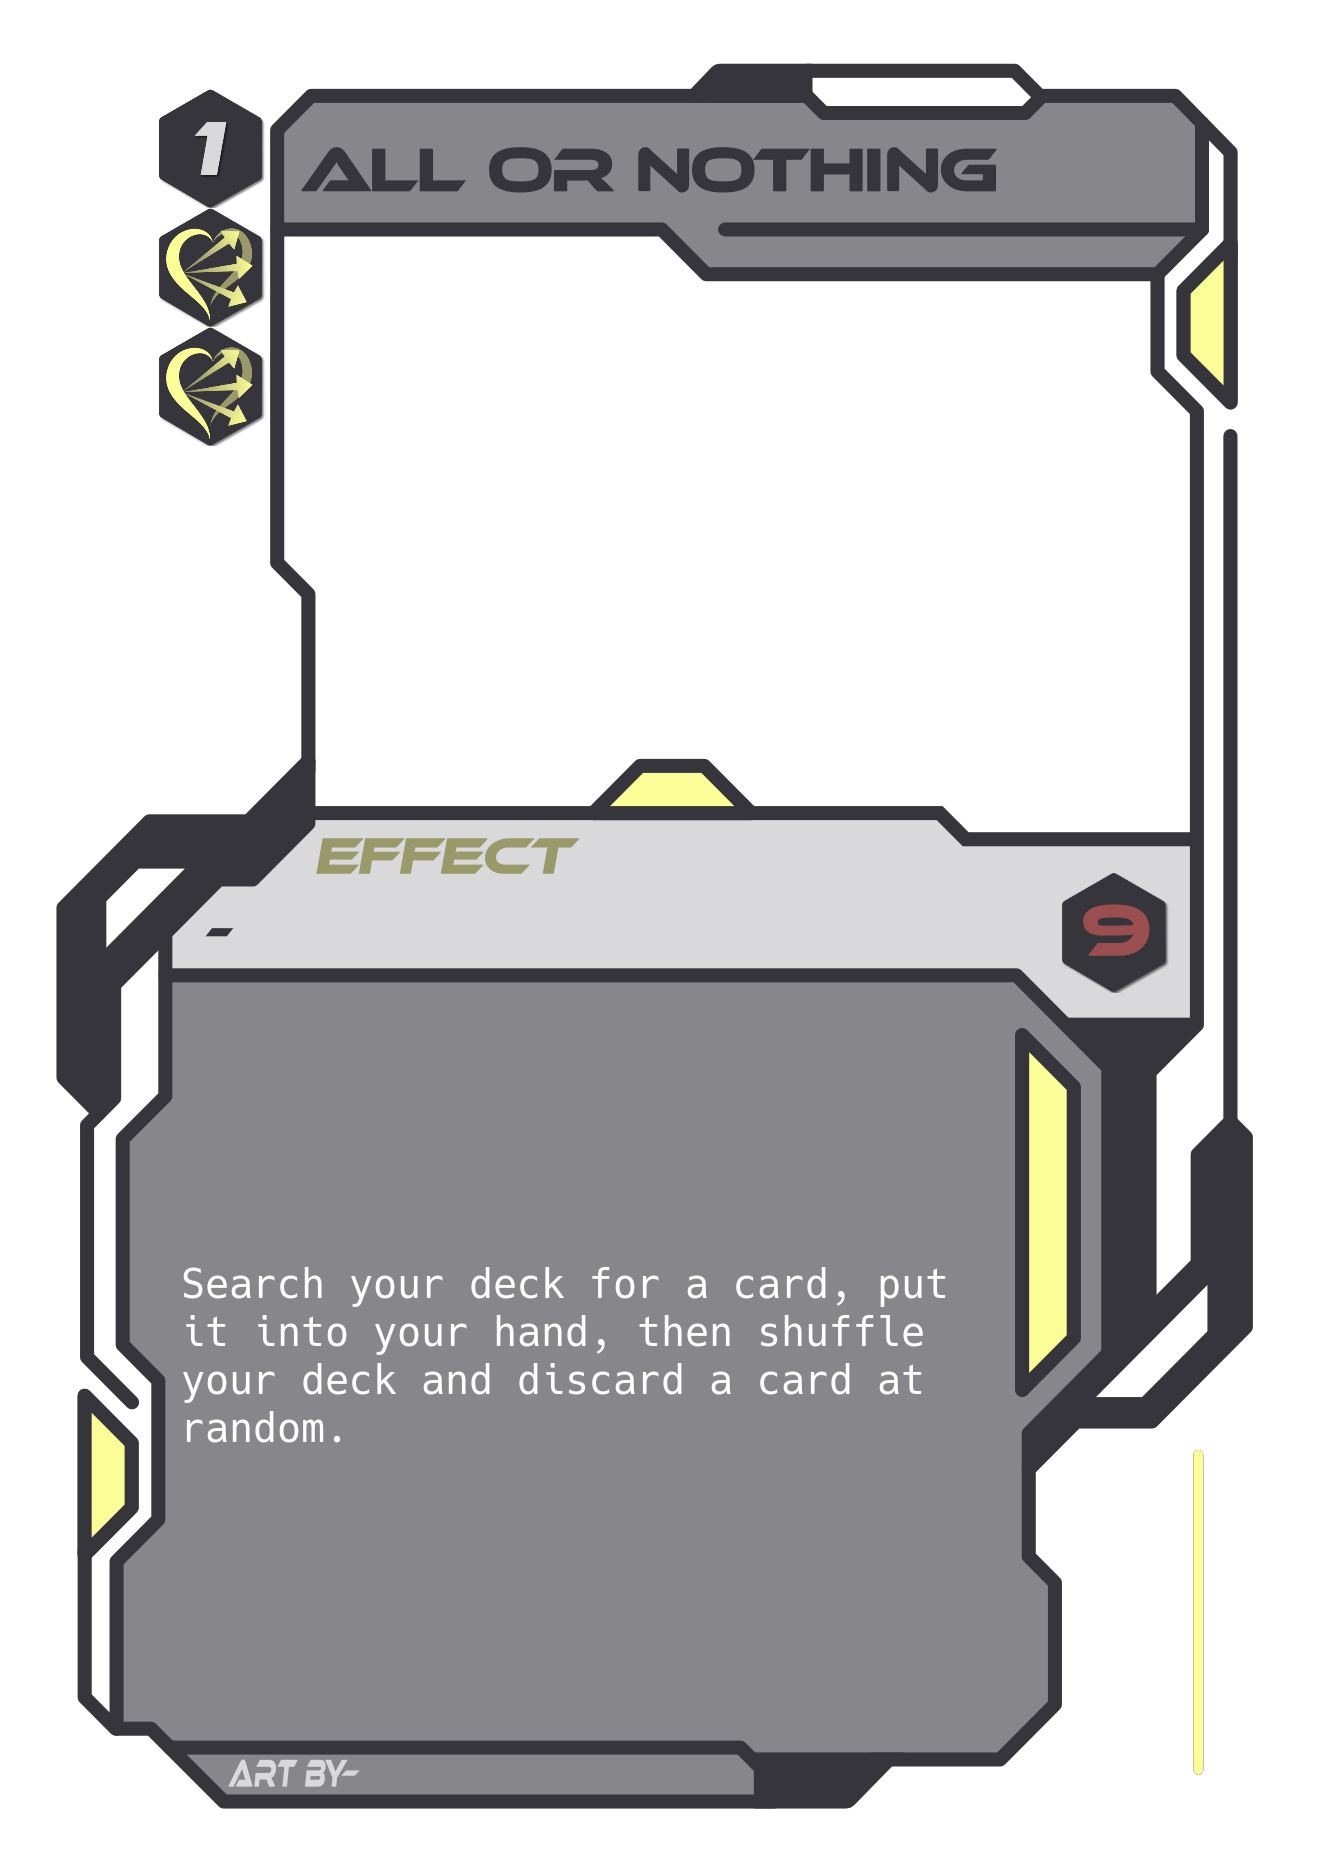 1
ALL OR NOTHING
EFFECT
-
9
Search your deck for a card, put
it into your hand, then shuffle
your deck and discard a card at
random.
ART BY-